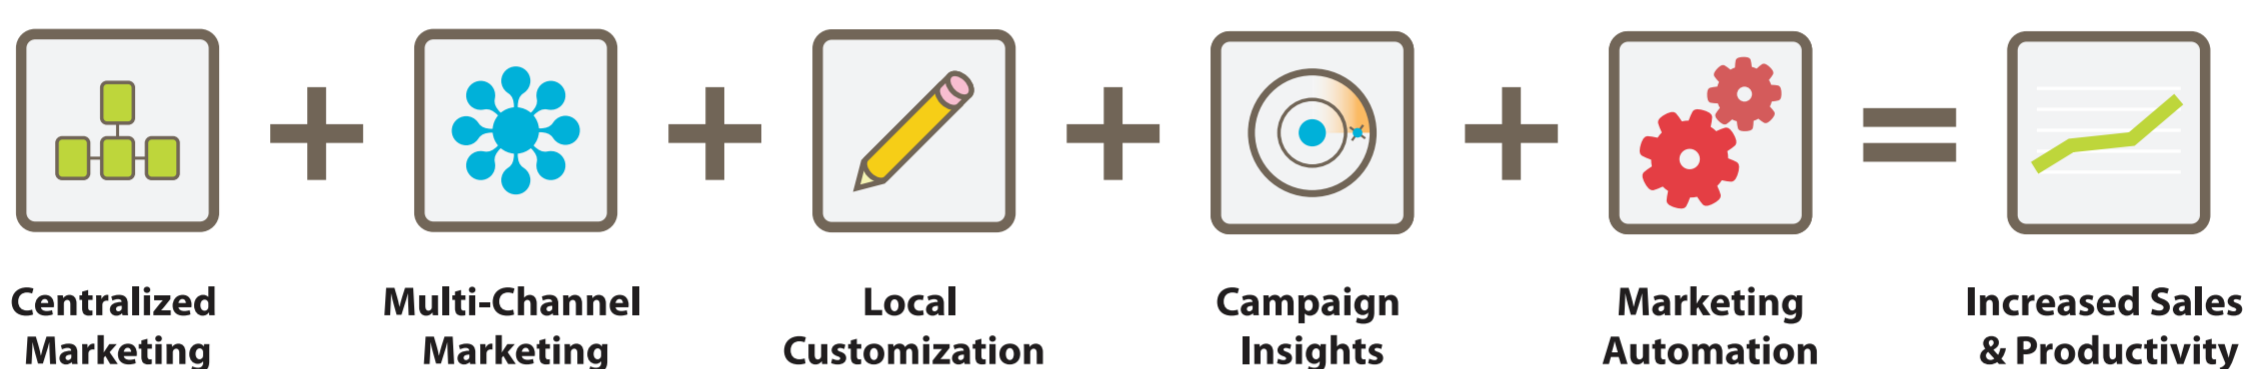 Centralized
Marketing
Multi-Channel
Marketing
Local
Customization
Campaign
Insights
Marketing
Automation
Increased Sales
& Productivity